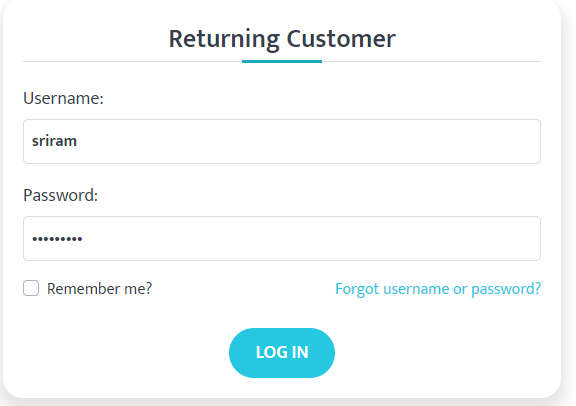 Returning Customer
Username:
sriram
Password:
•••••••••
Remember me?
Forgot username or password?
LOG IN